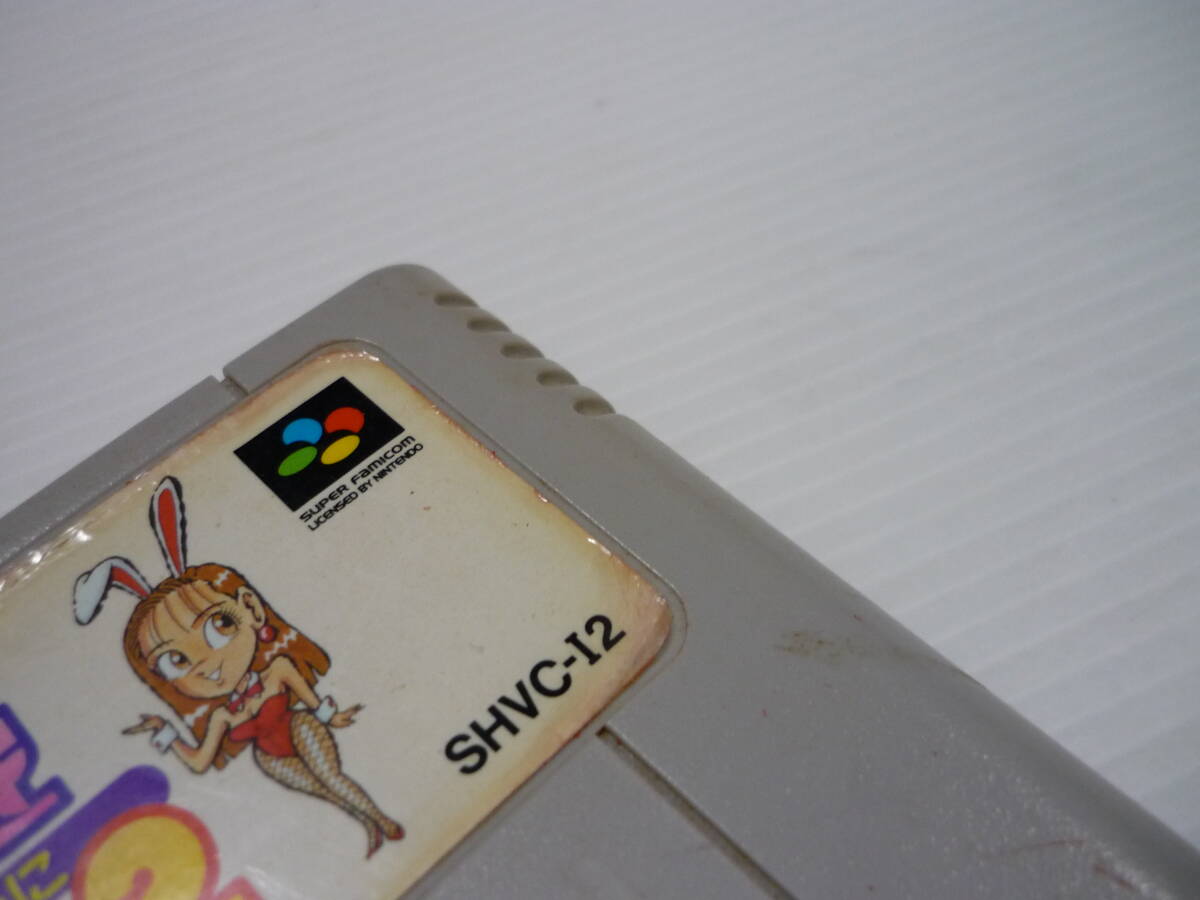 SUPER FAMICOM
LICENSED BY NINTENDO
SHVC-I2